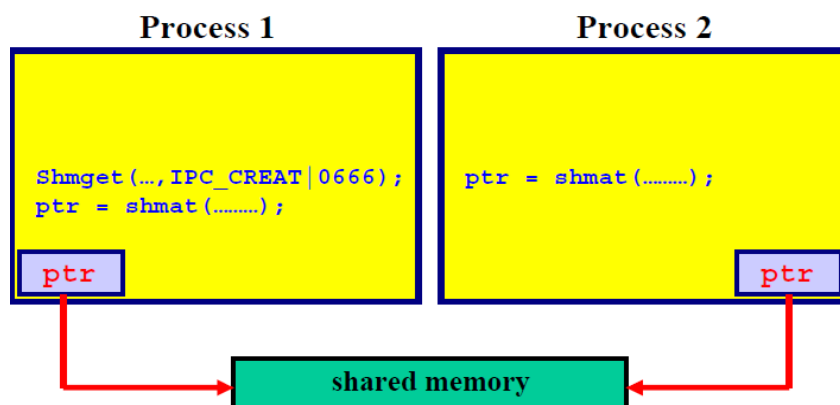 Process 1
Process 2
Shmget(…,IPC_CREAT|0666);
ptr = shmat(………);
ptr = shmat(………);
ptr
ptr
shared memory